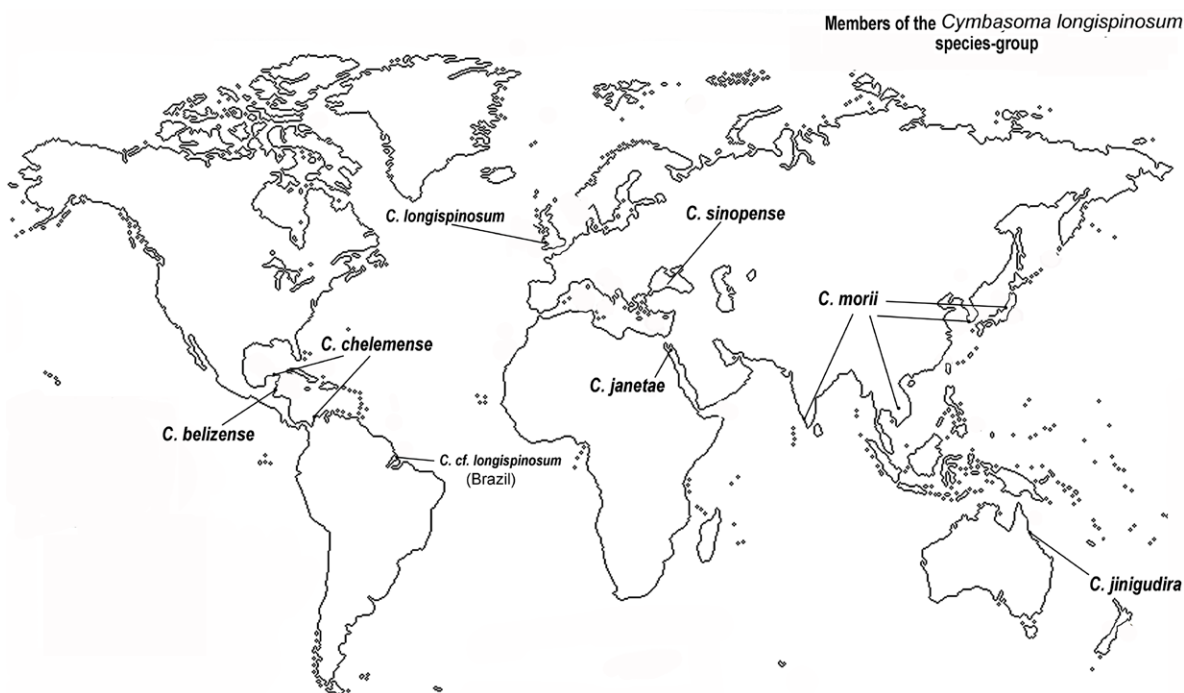 Members of the Cymbasoma longispinosum
species-group
C. longispinosum
C. sinopense
C. morii
C. chelemense
C. janetae
C. belizense
C. cf. longispinosum
(Brazil)
C. jinigudira